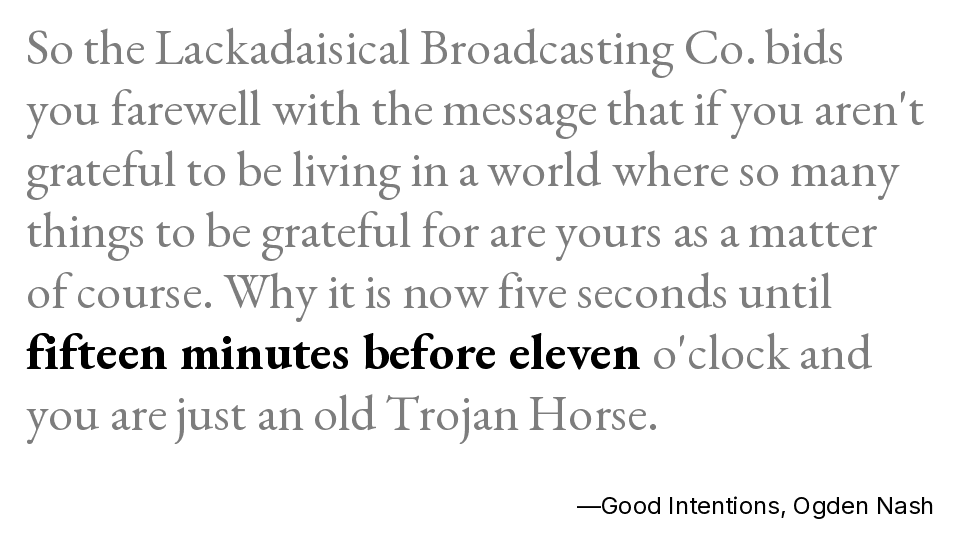 So the Lackadaisical Broadcasting Co. bids
you farewell with the message that if you aren't
grateful to be living in a world where so many
things to be grateful for are yours as a matter
of course. Why it is now five seconds until
fifteen minutes before eleven o'clock and
you are just an old Trojan Horse.
—Good Intentions, Ogden Nash